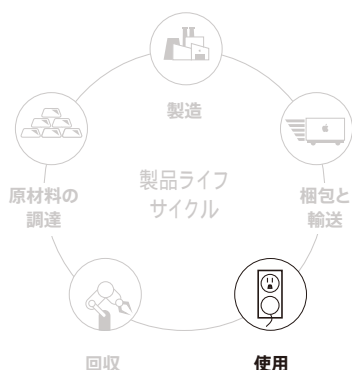 製造
原材料の
調達
製品ライフ
サイクル
梱包と
輸送
回収
使用